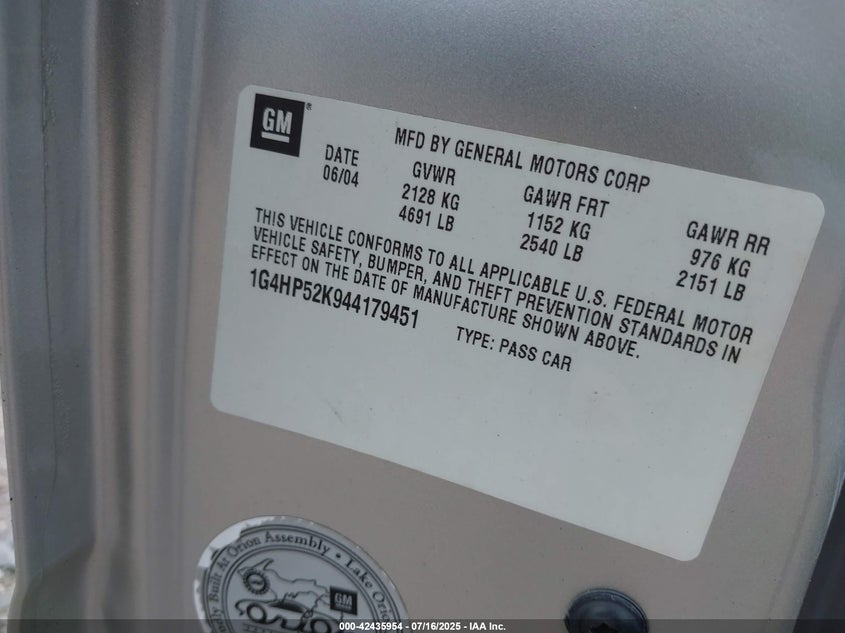 GM®
MFD BY GENERAL MOTORS CORP
DATE GVWR GAWR FRT GAWR RR
06/04 2128 KG 1152 KG 976 KG
4691 LB 2540 LB 2151 LB
THIS VEHICLE CONFORMS TO ALL APPLICABLE U.S. FEDERAL MOTOR
VEHICLE SAFETY, BUMPER, AND THEFT PREVENTION STANDARDS IN
EFFECT ON THE DATE OF MANUFACTURE SHOWN ABOVE.
1G4HP52K944179451 TYPE: PASS CAR
Built At Orion Assembly • Lake
GM
000-42435954 - 07/16/2025 - IAA Inc.